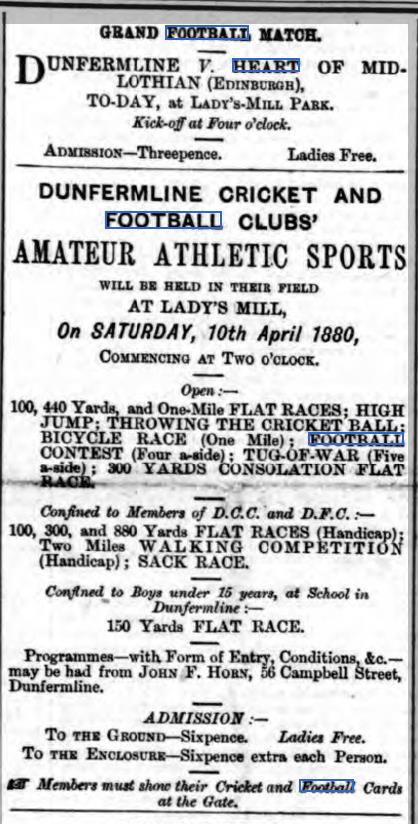 GRAND FOOTBALL MATCH.
DUNFERMLINE V. HEART OF MID-
LOTHIAN (EDINBURGH),
TO-DAY, at LADY'S-MILL PARK.
Kick-off at Four o'clock.
ADMISSION—Threepence. Ladies Free.
DUNFERMLINE CRICKET AND
FOOTBALL CLUBS'
AMATEUR ATHLETIC SPORTS
WILL BE HELD IN THEIR FIELD
AT LADY'S MILL,
On SATURDAY, 10th April 1880,
COMMENCING AT TWO O'CLOCK.
Open:—
100, 440 Yards, and One-Mile FLAT RACES; HIGH
JUMP; THROWING THE CRICKET BALL;
BICYCLE RACE (One Mile); FOOTBALL
CONTEST (Four a-side); TUG-OF-WAR (Five
a-side); 300 YARDS CONSOLATION FLAT
RACE.
Confined to Members of D.C.C. and D.F.C.:—
100, 300, and 880 Yards FLAT RACES (Handicap);
Two Miles WALKING COMPETITION
(Handicap); SACK RACE.
Confined to Boys under 15 years, at School in
Dunfermline:—
150 Yards FLAT RACE.
Programmes—with Form of Entry, Conditions, &c.—
may be had from JOHN F. HORN, 56 Campbell Street,
Dunfermline.
ADMISSION:—
To THE GROUND—Sixpence. Ladies Free.
To THE ENCLOSURE—Sixpence extra each Person.
☞ Members must show their Cricket and Football Cards
at the Gate.